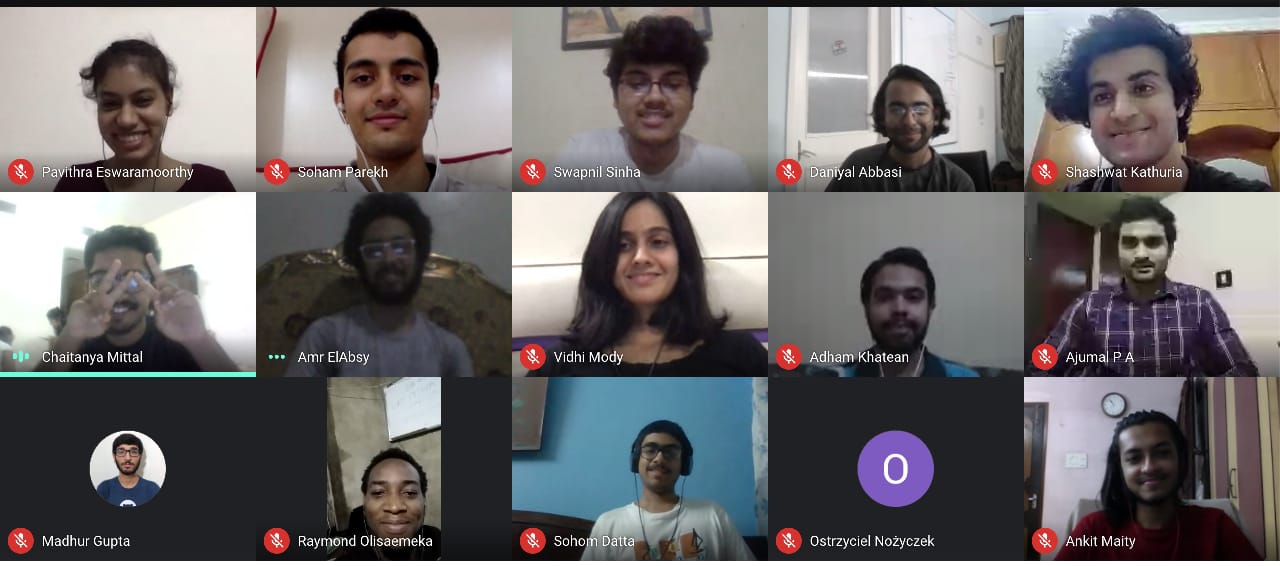 Pavithra Eswaramoorthy
Soham Parekh
Swapnil Sinha
Daniyal Abbasi
Shashwat Kathuria
Chaitanya Mittal
Amr ElAbsy
Vidhi Mody
Adham Khatean
Ajumal P A
Madhur Gupta
Raymond Olisaemeka
Sohom Datta
O
Ostrzyciel Nożyczek
Ankit Maity